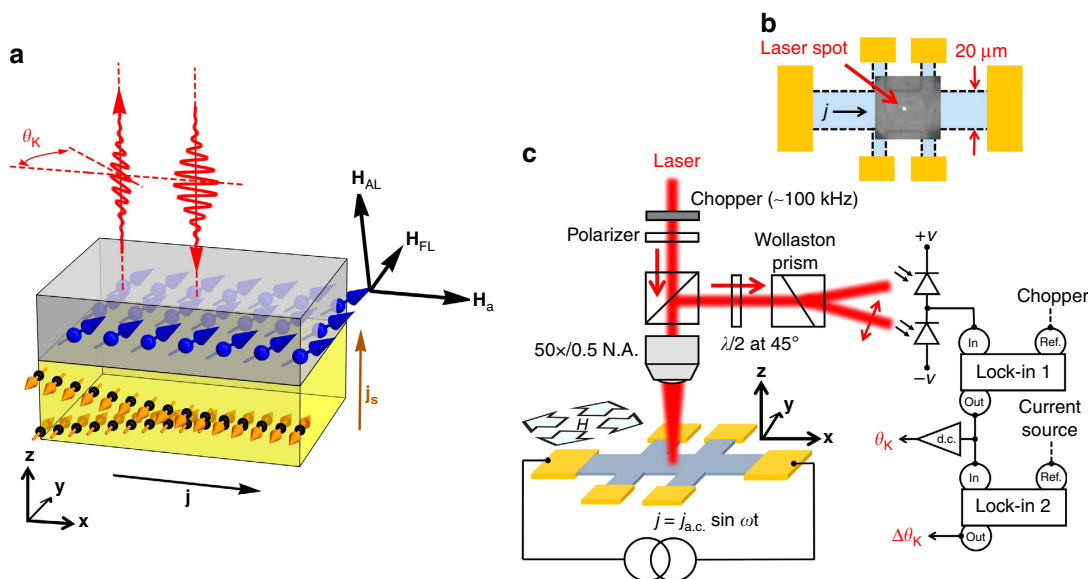 a
θK
HAL
HFL
Ha
js
z
y
x
j
b
Laser spot
20 μm
j
c
Laser
Chopper (~100 kHz)
Polarizer
Wollaston
prism
λ/2 at 45°
50×/0.5 N.A.
z
y
x
H
j = ja.c. sin ωt
+v
−v
Chopper
In
Ref.
Lock-in 1
Out
Current
source
d.c.
θK
In
Ref.
Lock-in 2
Out
ΔθK